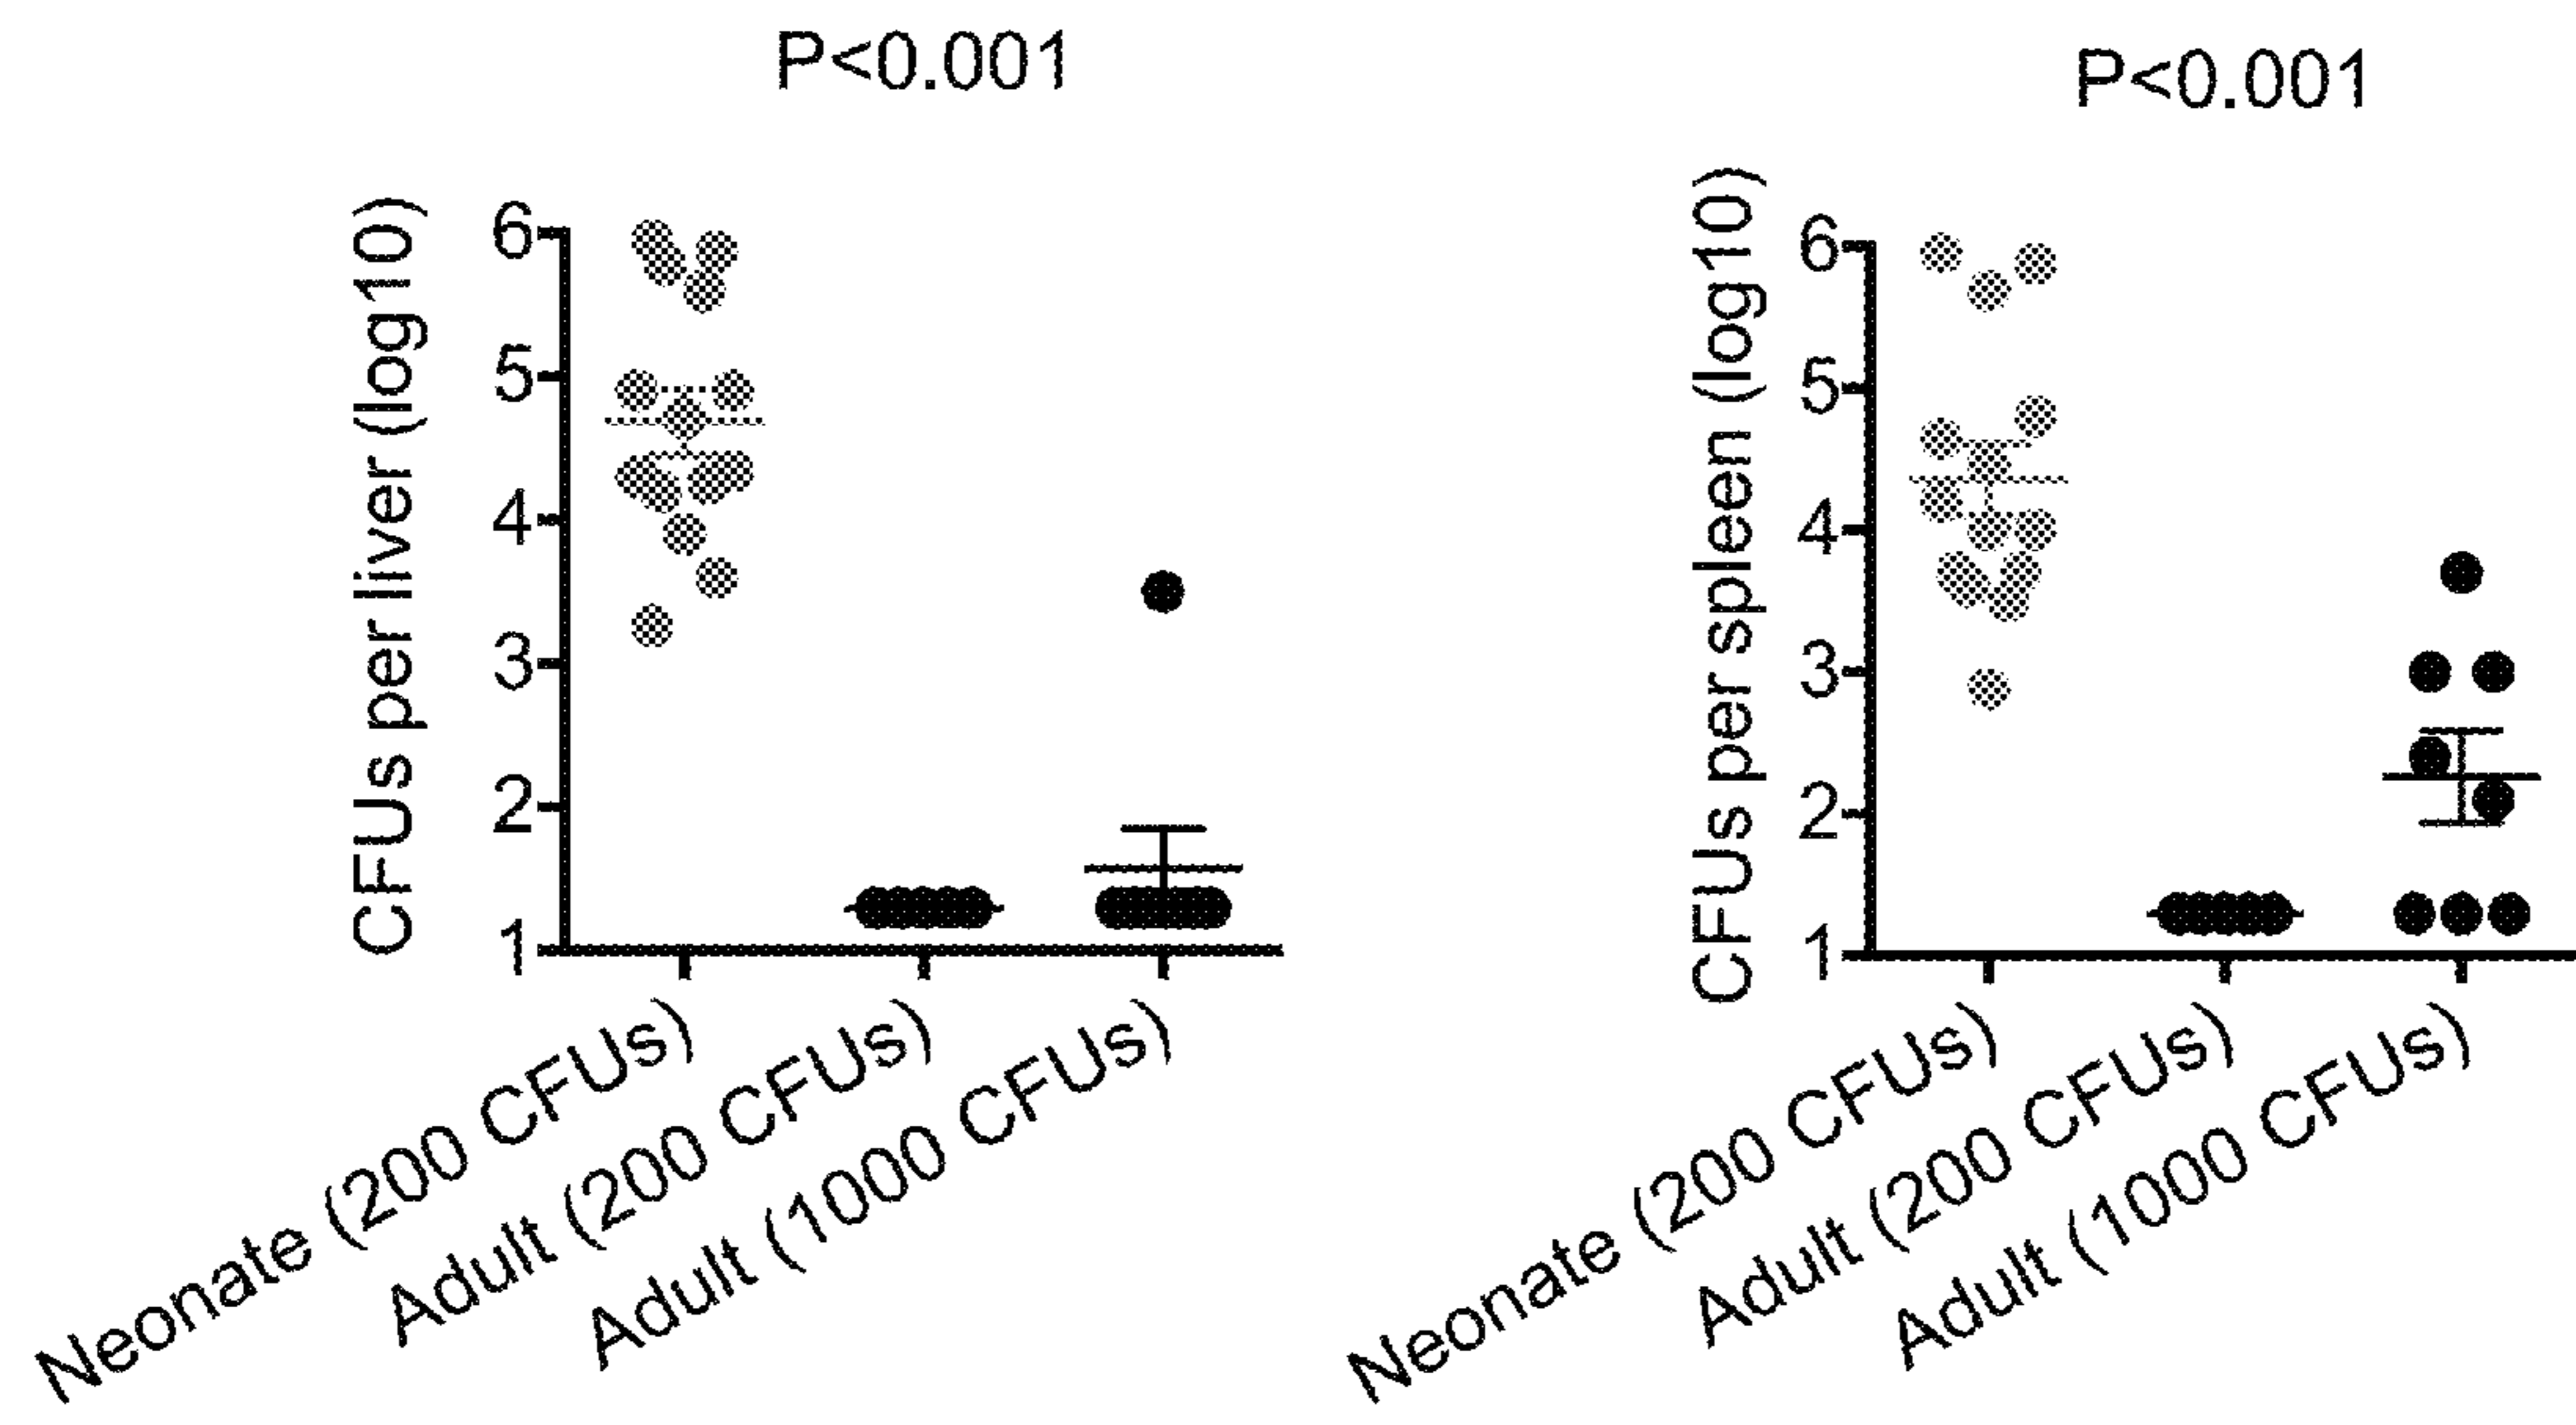 P<0.001
CFUs per liver (log10)
6
5
4
3
2
1
Neonate (200 CFUs)
Adult (200 CFUs)
Adult (1000 CFUs)
P<0.001
CFUs per spleen (log10)
6
5
4
3
2
1
Neonate (200 CFUs)
Adult (200 CFUs)
Adult (1000 CFUs)